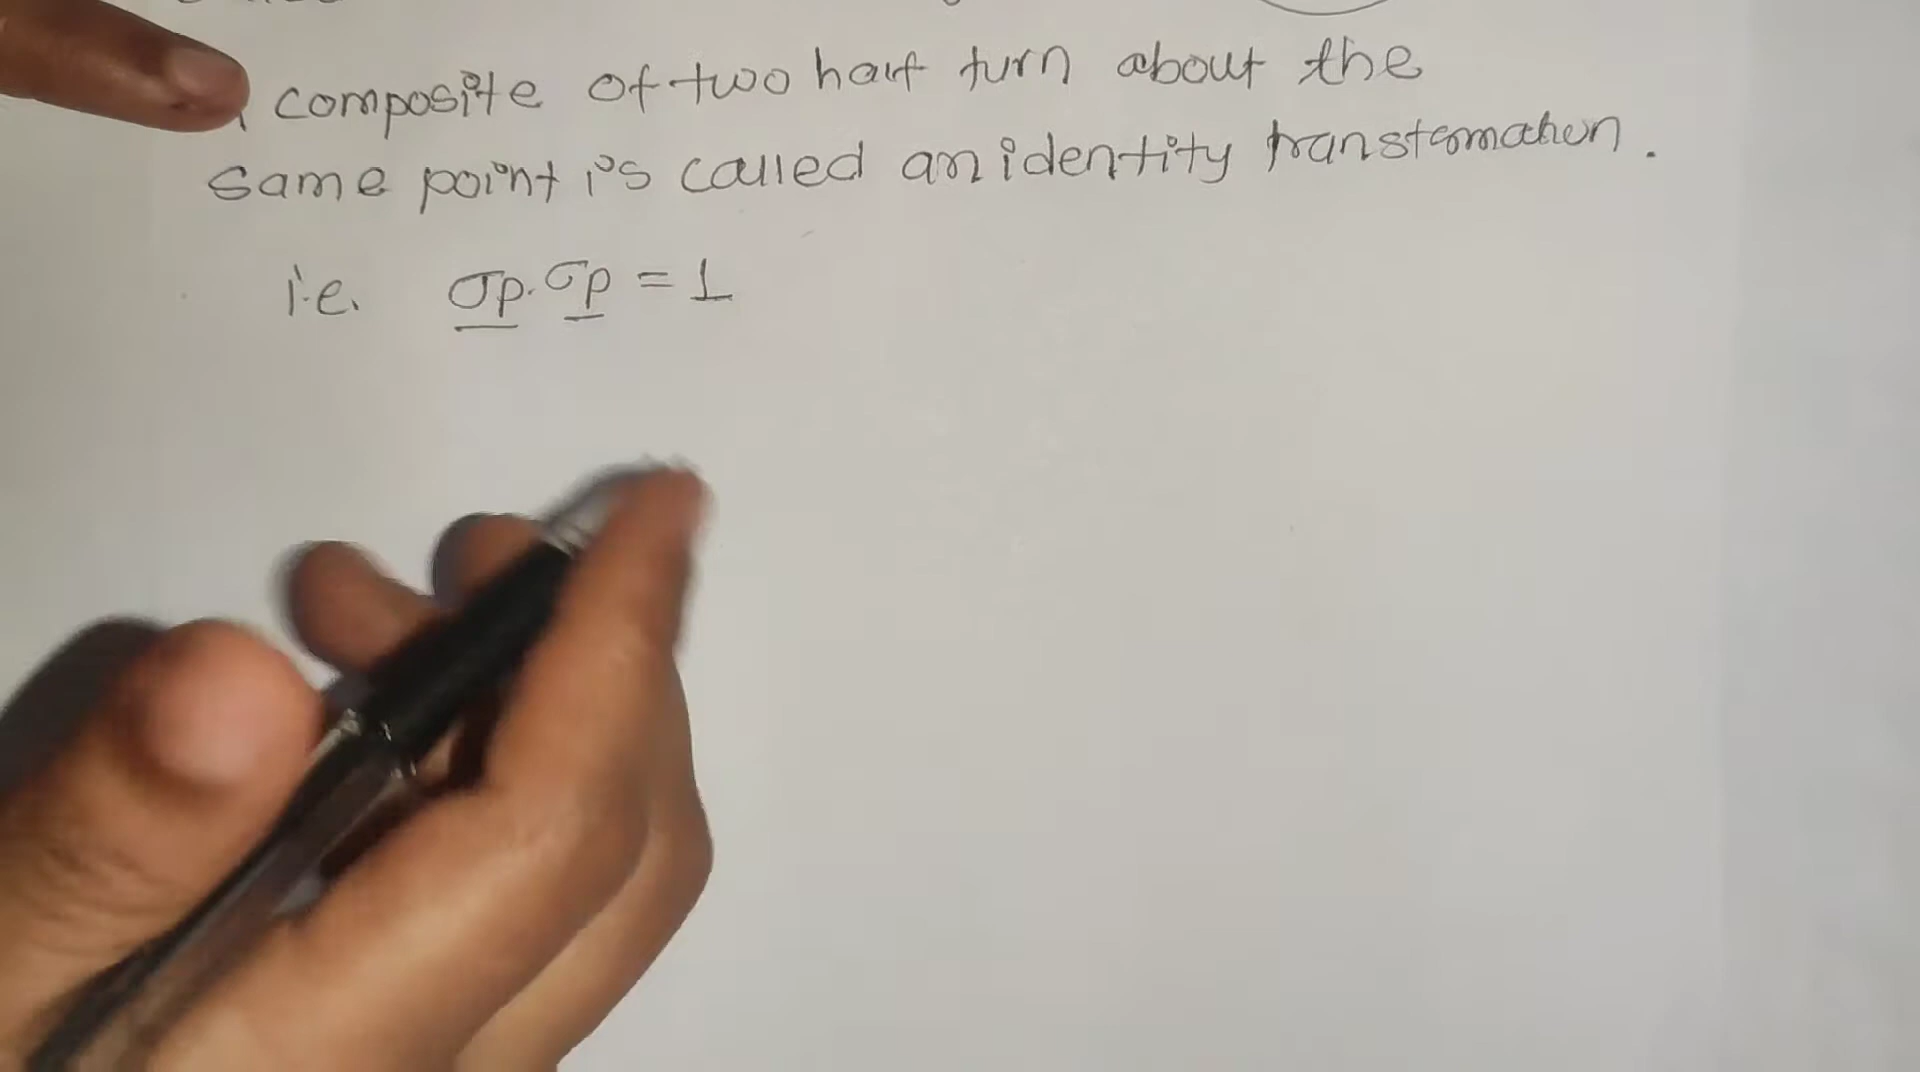 composite of two half turn about the
same point is called an identity transformation.
i.e. σp.σp = 1